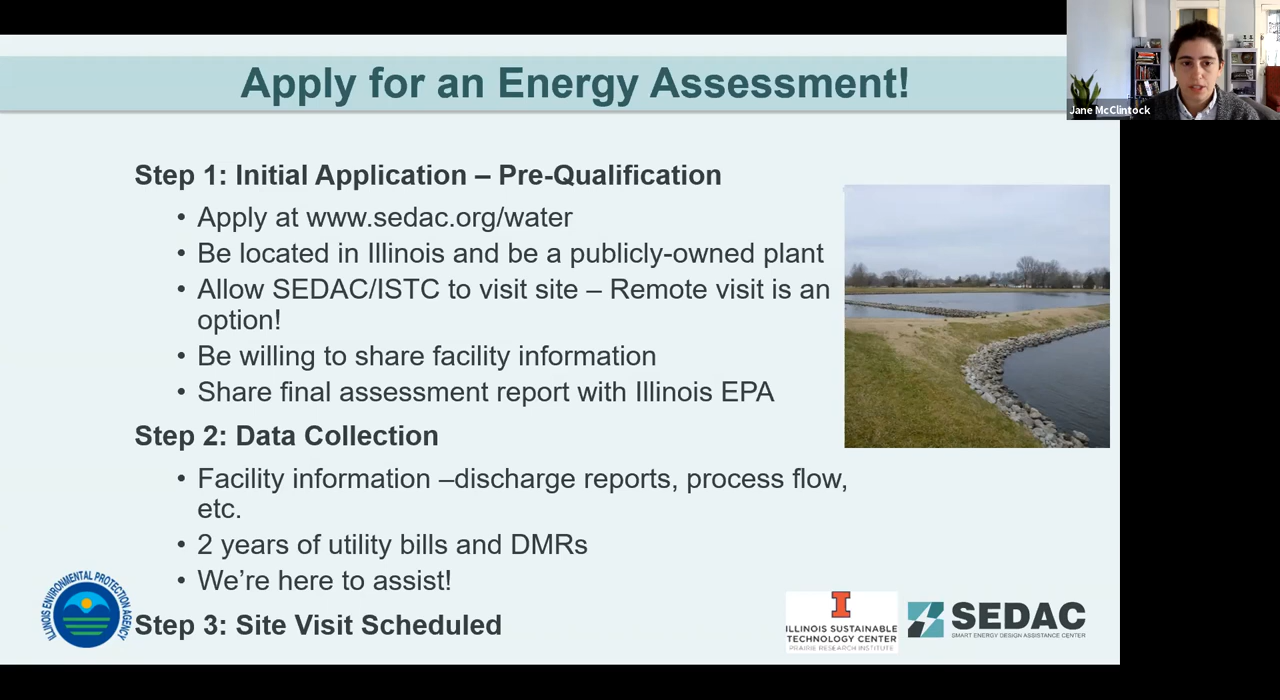 Apply for an Energy Assessment!
Jane McClintock
Step 1: Initial Application – Pre-Qualification
• Apply at www.sedac.org/water
• Be located in Illinois and be a publicly-owned plant
• Allow SEDAC/ISTC to visit site – Remote visit is an
option!
• Be willing to share facility information
• Share final assessment report with Illinois EPA
Step 2: Data Collection
• Facility information –discharge reports, process flow,
etc.
• 2 years of utility bills and DMRs
• We’re here to assist!
Step 3: Site Visit Scheduled
ILLINOIS ENVIRONMENTAL PROTECTION AGENCY
I
ILLINOIS SUSTAINABLE
TECHNOLOGY CENTER
PRAIRIE RESEARCH INSTITUTE
SEDAC
SMART ENERGY DESIGN ASSISTANCE CENTER